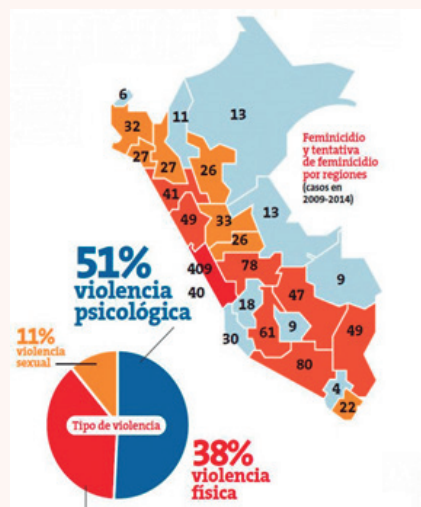 6
32
11
13
27
27
26
Feminicidio
y tentativa
de feminicidio
por regiones
(casos en
2009-2014)
41
49
33
13
26
409
78
40
9
47
18
61
9
49
30
80
4
22
51%
violencia
psicológica
11%
violencia
sexual
Tipo de violencia
38%
violencia
física